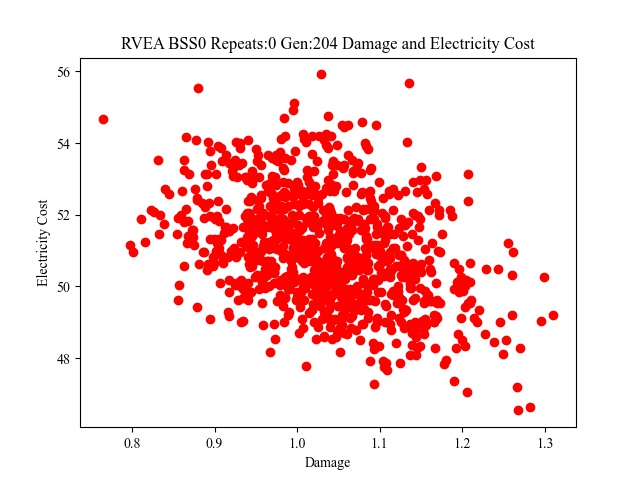 RVEA BSS0 Repeats:0 Gen:204 Damage and Electricity Cost
56
54
52
50
48
Electricity Cost
0.8 0.9 1.0 1.1 1.2 1.3
Damage